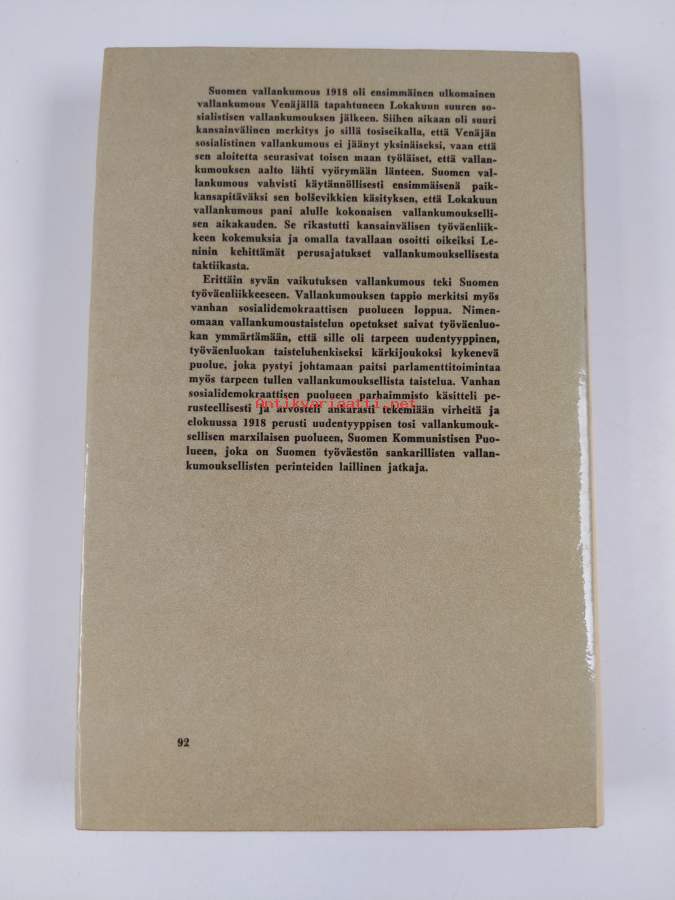 Suomen vallankumous 1918 oli ensimmäinen ulkomainen
vallankumous Venäjällä tapahtuneen Lokakuun suuren so-
sialistisen vallankumouksen jälkeen. Siihen aikaan oli suuri
kansainvälinen merkitys jo sillä tosiseikalla, että Venäjän
sosialistinen vallankumous ei jäänyt yksinäiseksi, vaan että
sen aloitetta seurasivat toisen maan työläiset, että vallan-
kumouksen aalto lähti vyörymään länteen. Suomen val-
lankumous vahvisti käytännöllisesti ensimmäisenä paik-
kansapitäväksi sen bolševikkien käsityksen, että Lokakuun
vallankumous pani alulle kokonaisen vallankumoukselli-
sen aikakauden. Se rikastutti kansainvälisen työväenliik-
keen kokemuksia ja omalla tavallaan osoitti oikeiksi Le-
ninin kehittämät perusajatukset vallankumouksellisesta
taktiikasta.
Erittäin syvän vaikutuksen vallankumous teki Suomen
työväenliikkeeseen. Vallankumouksen tappio merkitsi myös
vanhan sosialidemokraattisen puolueen loppua. Nimen-
omaan vallankumoustaistelun opetukset saivat työväenluo-
kan ymmärtämään, että sille oli tarpeen uudentyyppinen,
työväenluokan taisteluhenkiseksi kärkijoukoksi kykenevä
puolue, joka pystyi johtamaan paitsi parlamenttitoimintaa
myös tarpeen tullen vallankumouksellista taistelua. Vanhan
sosialidemokraattisen puolueen parhaimmisto käsitteli pe-
Antikvariaatti.net
rusteellisesti ja arvosteli ankarasti tekemiään virheitä ja
elokuussa 1918 perusti uudentyyppisen tosi vallankumouk-
sellisen marxilaisen puolueen, Suomen Kommunistisen Puo-
lueen, joka on Suomen työväestön sankarillisten vallan-
kumouksellisten perinteiden laillinen jatkaja.
92